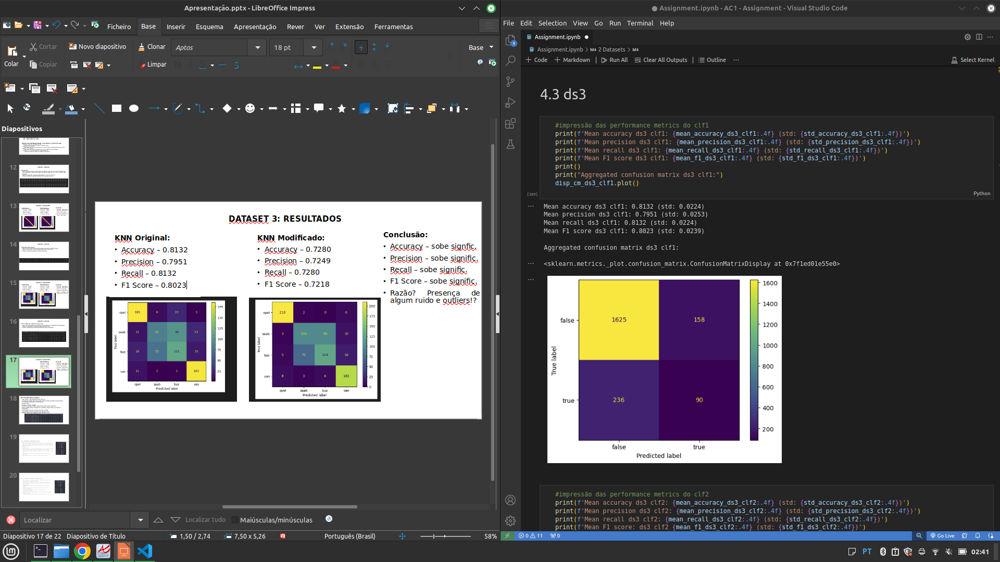 Apresentação.pptx - LibreOffice Impress
Ficheiro
Base
Inserir
Esquema
Apresentação
Rever
Ver
Extensão
Ferramentas
Colar
Cortar
Copiar
Novo diapositivo
Clonar
Limpar
Aptos
18 pt
Base
Diapositivos
12
13
14
15
16
17
18
19
20
DATASET 3: RESULTADOS
KNN Original:
• Accuracy – 0.8132
• Precision – 0.7951
• Recall – 0.8132
• F1 Score – 0.8023
KNN Modificado:
• Accuracy – 0.7280
• Precision – 0.7249
• Recall – 0.7280
• F1 Score – 0.7218
Conclusão:
• Accuracy – sobe signfic.
• Precision – sobe signific.
• Recall – sobe signific.
• F1 Score – sobe signific.
• Razão? Presença de
algum ruido e outliers!?
opel
185 8 22 3
saab
12 81 96 23
bus
19 72 111 15
van
11 2 3 183
opel saab bus van
Predicted label
True label
175
150
125
100
75
50
25
opel
210 2 0 6
saab
3 100 99 10
bus
5 72 124 16
van
8 3 6 182
opel saab bus van
Predicted label
True label
200
175
150
125
100
75
50
25
0
Localizar
Localizar tudo
Maiúsculas/minúsculas
Diapositivo 17 de 22
Diapositivo de Título
1,50 / 2,74
7,50 x 5,26
Português (Brasil)
58%
Assignment.ipynb - AC1 - Assignment - Visual Studio Code
File Edit Selection View Go Run Terminal Help
Assignment.ipynb
Assignment.ipynb > M↓ 2 Datasets > M↓
+ Code + Markdown Run All Clear All Outputs Outline ···
Select Kernel
4.3 ds3
#impressão das performance metrics do clf1
print(f'Mean accuracy ds3 clf1: {mean_accuracy_ds3_clf1:.4f} (std: {std_accuracy_ds3_clf1:.4f})')
print(f'Mean precision ds3 clf1: {mean_precision_ds3_clf1:.4f} (std: {std_precision_ds3_clf1:.4f})')
print(f'Mean recall ds3 clf1: {mean_recall_ds3_clf1:.4f} (std: {std_recall_ds3_clf1:.4f})')
print(f'Mean F1 score ds3 clf1: {mean_f1_ds3_clf1:.4f} (std: {std_f1_ds3_clf1:.4f})')
print()
print("Aggregated confusion matrix ds3 clf1:")
disp_cm_ds3_clf1.plot()
[389]
Python
Mean accuracy ds3 clf1: 0.8132 (std: 0.0224)
Mean precision ds3 clf1: 0.7951 (std: 0.0253)
Mean recall ds3 clf1: 0.8132 (std: 0.0224)
Mean F1 score ds3 clf1: 0.8023 (std: 0.0239)
Aggregated confusion matrix ds3 clf1:
<sklearn.metrics._plot.confusion_matrix.ConfusionMatrixDisplay at 0x7f1ed01e55e0>
false
1625 158
true
236 90
false true
Predicted label
True label
1600
1400
1200
1000
800
600
400
200
#impressão das performance metrics do clf2
print(f'Mean accuracy ds3 clf2: {mean_accuracy_ds3_clf2:.4f} (std: {std_accuracy_ds3_clf2:.4f})')
print(f'Mean precision ds3 clf2: {mean_precision_ds3_clf2:.4f} (std: {std_precision_ds3_clf2:.4f})')
print(f'Mean recall ds3 clf2: {mean_recall_ds3_clf2:.4f} (std: {std_recall_ds3_clf2:.4f})')
print(f'Mean F1 score: ds3 clf2 {mean_f1_ds3_clf2:.4f} (std: {std_f1_ds3_clf2:.4f})')
0 11 0
Go Live
PT
02:41